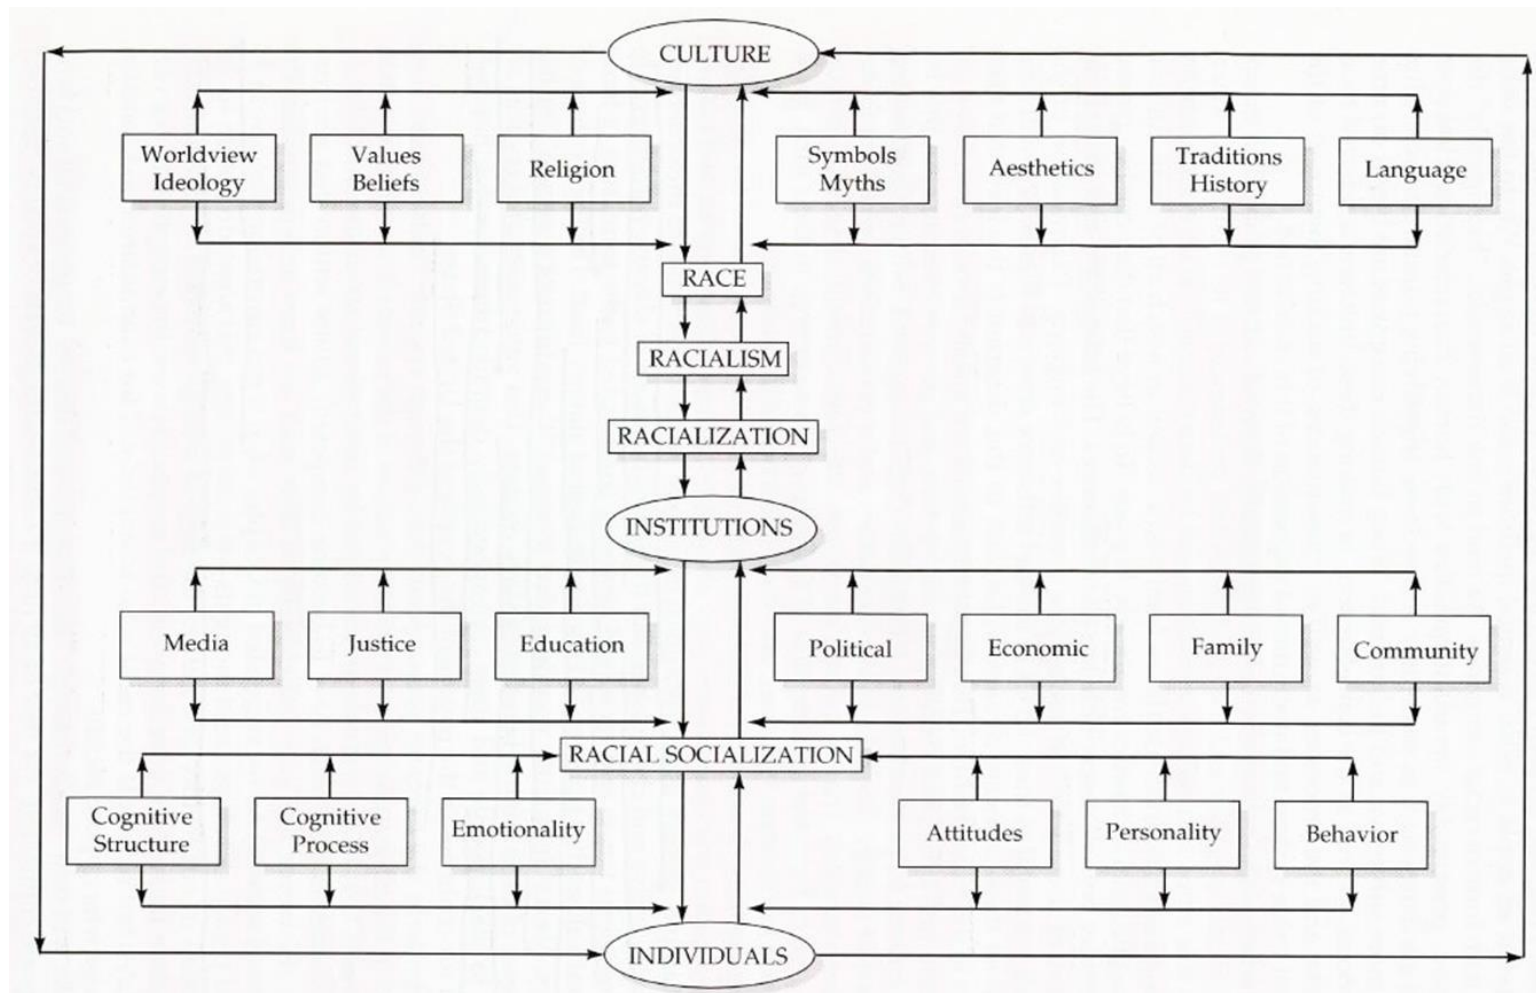 CULTURE
Worldview
Ideology
Values
Beliefs
Religion
Symbols
Myths
Aesthetics
Traditions
History
Language
RACE
RACIALISM
RACIALIZATION
INSTITUTIONS
Media
Justice
Education
Political
Economic
Family
Community
RACIAL SOCIALIZATION
Cognitive
Structure
Cognitive
Process
Emotionality
Attitudes
Personality
Behavior
INDIVIDUALS